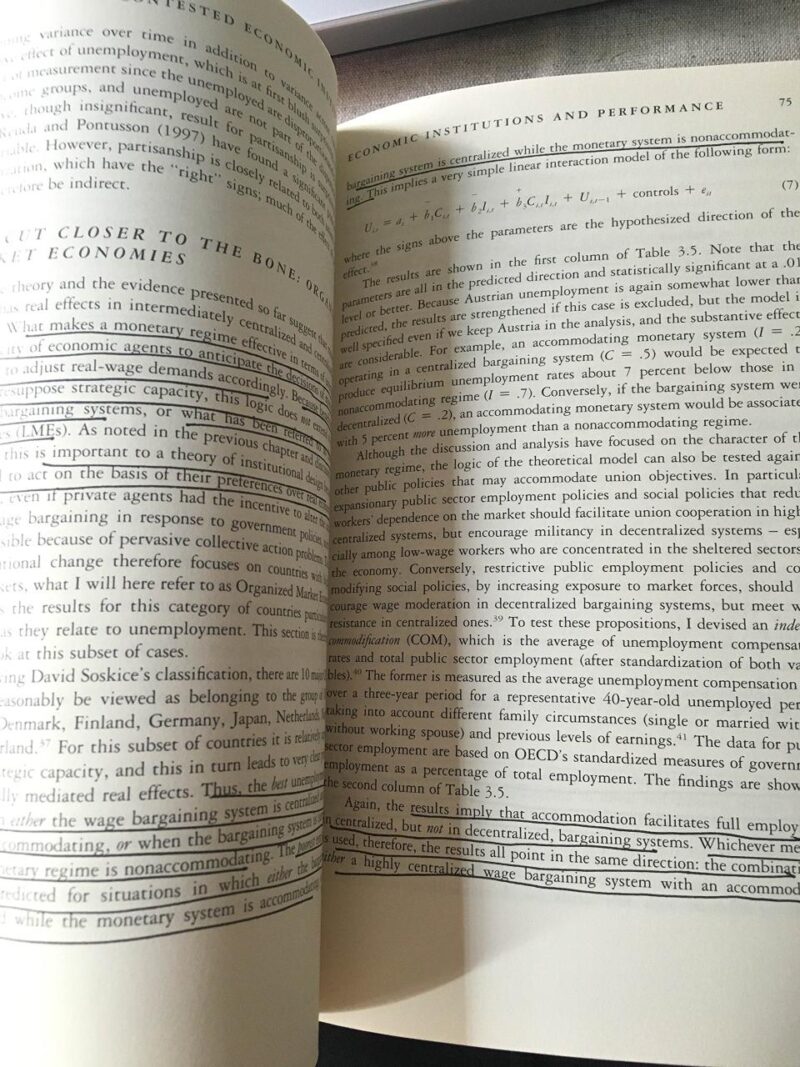 CONTESTED ECONOMIC
variance over time in addition to variance
effect of unemployment, which is at first blush
measurement since the unemployed are
groups, and unemployed are not part of the
though insignificant, result for partisanship is
and Pontusson (1997) have found a significant
However, partisanship is closely related to both
which have the "right" signs; much of the effect
be indirect.
CUT CLOSER TO THE BONE:
ECONOMIES
theory and the evidence presented so far suggest that
has real effects in intermediately centralized and
What makes a monetary regime effective in terms of
of economic agents to anticipate the decisions of
to adjust real-wage demands accordingly. Because
strategic capacity, this logic does not
bargaining systems, or what has been referred to
(LMEs). As noted in the previous chapter and
this is important to a theory of institutional design
to act on the basis of their preferences over real
even if private agents had the incentive to alter the
bargaining in response to government policies,
because of pervasive collective action problems
change therefore focuses on countries with
what I will here refer to as Organized Market
the results for this category of countries
as they relate to unemployment. This section is
at this subset of cases.
David Soskice's classification, there are 10 major
reasonably be viewed as belonging to the group of
Denmark, Finland, Germany, Japan, Netherlands,
37 For this subset of countries it is relatively
capacity, and this in turn leads to very clear
mediated real effects. Thus, the best
either the wage bargaining system is centralized
or when the bargaining system is
regime is nonaccommodating. The
for situations in which either the
while the monetary system is accommodating
ECONOMIC INSTITUTIONS AND PERFORMANCE 75
bargaining system is centralized while the monetary system is nonaccommodat-
ing. This implies a very simple linear interaction model of the following form:
+ controls + (7)
where the signs above the parameters are the hypothesized direction of the
effect.
The results are shown in the first column of Table 3.5. Note that the
parameters are all in the predicted direction and statistically significant at a .01
level or better. Because Austrian unemployment is again somewhat lower than
predicted, the results are strengthened if this case is excluded, but the model i
well specified even if we keep Austria in the analysis, and the substantive effect
are considerable. For example, an accommodating monetary system (I = .2
operating in a centralized bargaining system (C = .5) would be expected t
produce equilibrium unemployment rates about 7 percent below those in
nonaccommodating regime (I = .7). Conversely, if the bargaining system wer
decentralized (C = .2), an accommodating monetary system would be associate
with 5 percent more unemployment than a nonaccommodating regime.
Although the discussion and analysis have focused on the character of th
monetary regime, the logic of the theoretical model can also be tested again
other public policies that may accommodate union objectives. In particula
expansionary public sector employment policies and social policies that redu
workers' dependence on the market should facilitate union cooperation in high
centralized systems, but encourage militancy in decentralized systems – esp
cially among low-wage workers who are concentrated in the sheltered sectors
the economy. Conversely, restrictive public employment policies and co
modifying social policies, by increasing exposure to market forces, should
courage wage moderation in decentralized bargaining systems, but meet w
resistance in centralized ones.39 To test these propositions, I devised an inde
commodification (COM), which is the average of unemployment compensa
rates and total public sector employment (after standardization of both va
bles).40 The former is measured as the average unemployment compensation
over a three-year period for a representative 40-year-old unemployed per
taking into account different family circumstances (single or married wit
without working spouse) and previous levels of earnings.41 The data for pu
sector employment are based on OECD's standardized measures of govern
employment as a percentage of total employment. The findings are show
the second column of Table 3.5.
Again, the results imply that accommodation facilitates full employ
in centralized, but not in decentralized, bargaining systems. Whichever me
is used, therefore, the results all point in the same direction: the combinati
either a highly centralized wage bargaining system with an accommod